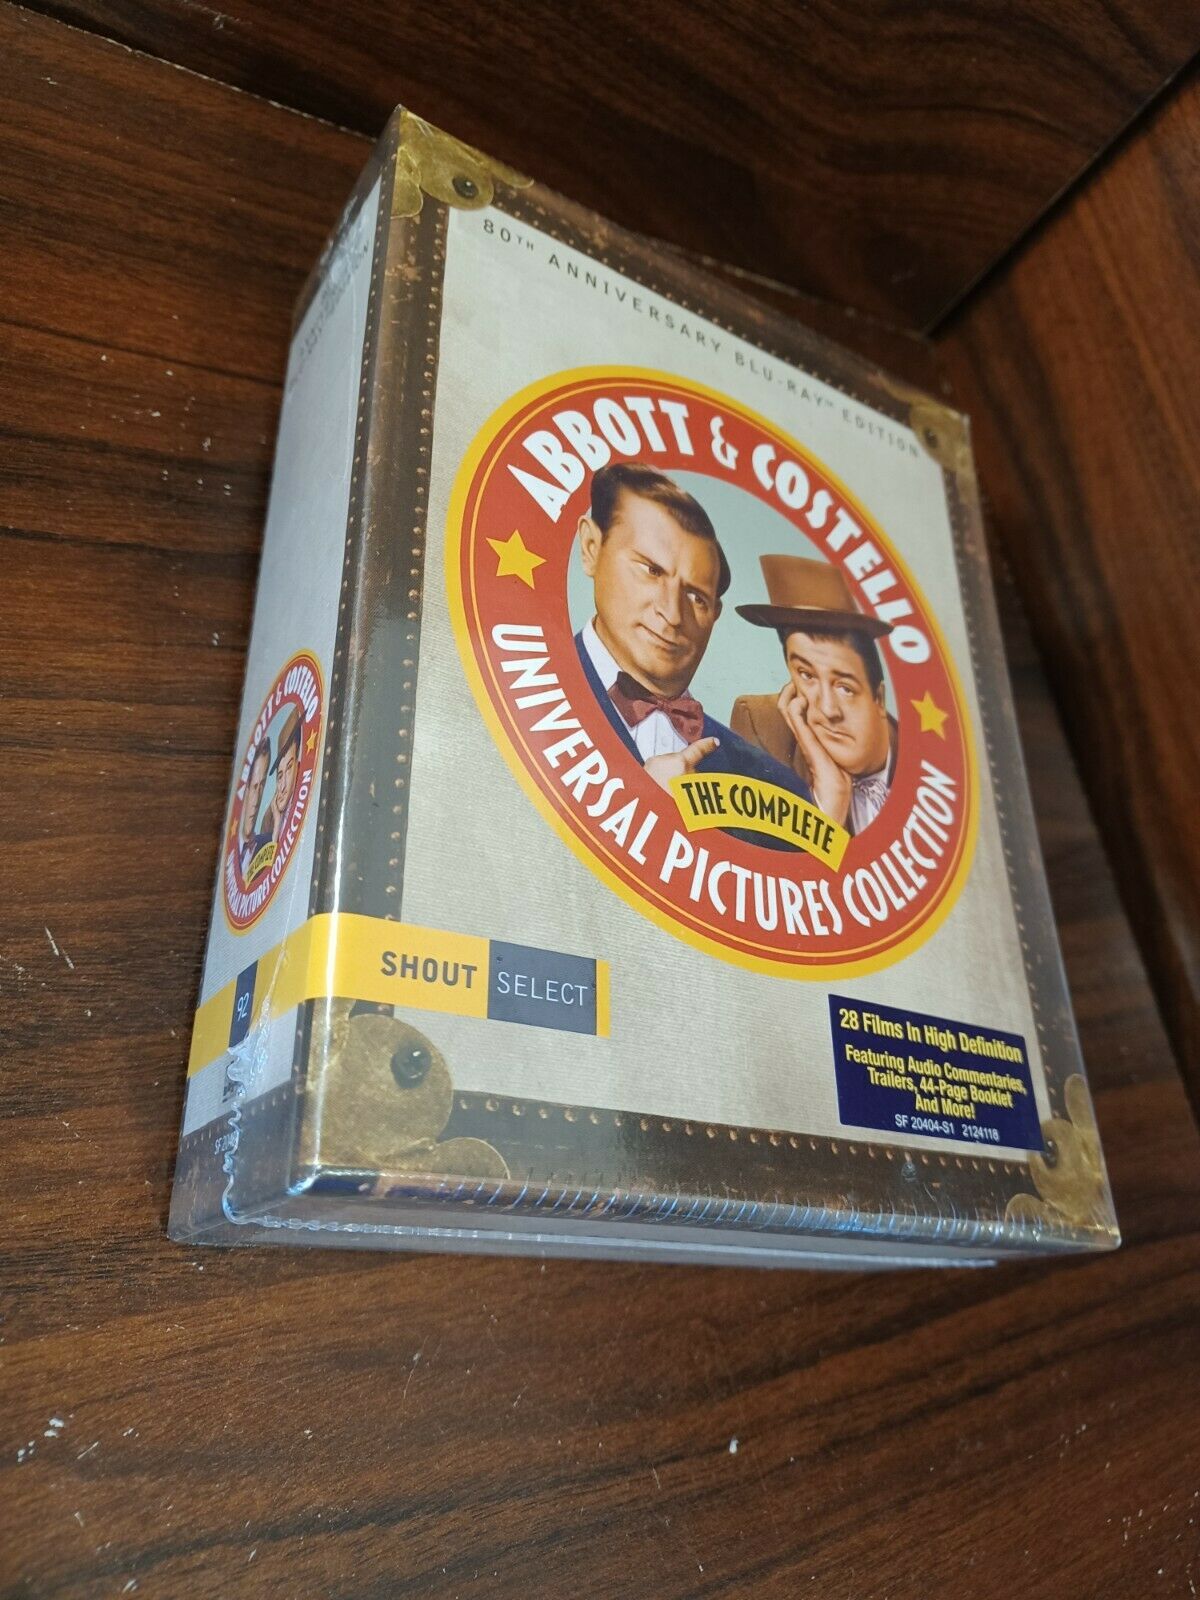 80TH ANNIVERSARY BLU-RAY™ EDITION
ABBOTT & COSTELLO
THE COMPLETE
UNIVERSAL PICTURES COLLECTION
SHOUT SELECT
28 Films In High Definition
Featuring Audio Commentaries,
Trailers, 44-Page Booklet
And More!
SF 20404-S1 2124118
ABBOTT & COSTELLO
THE COMPLETE
UNIVERSAL PICTURES COLLECTION
92